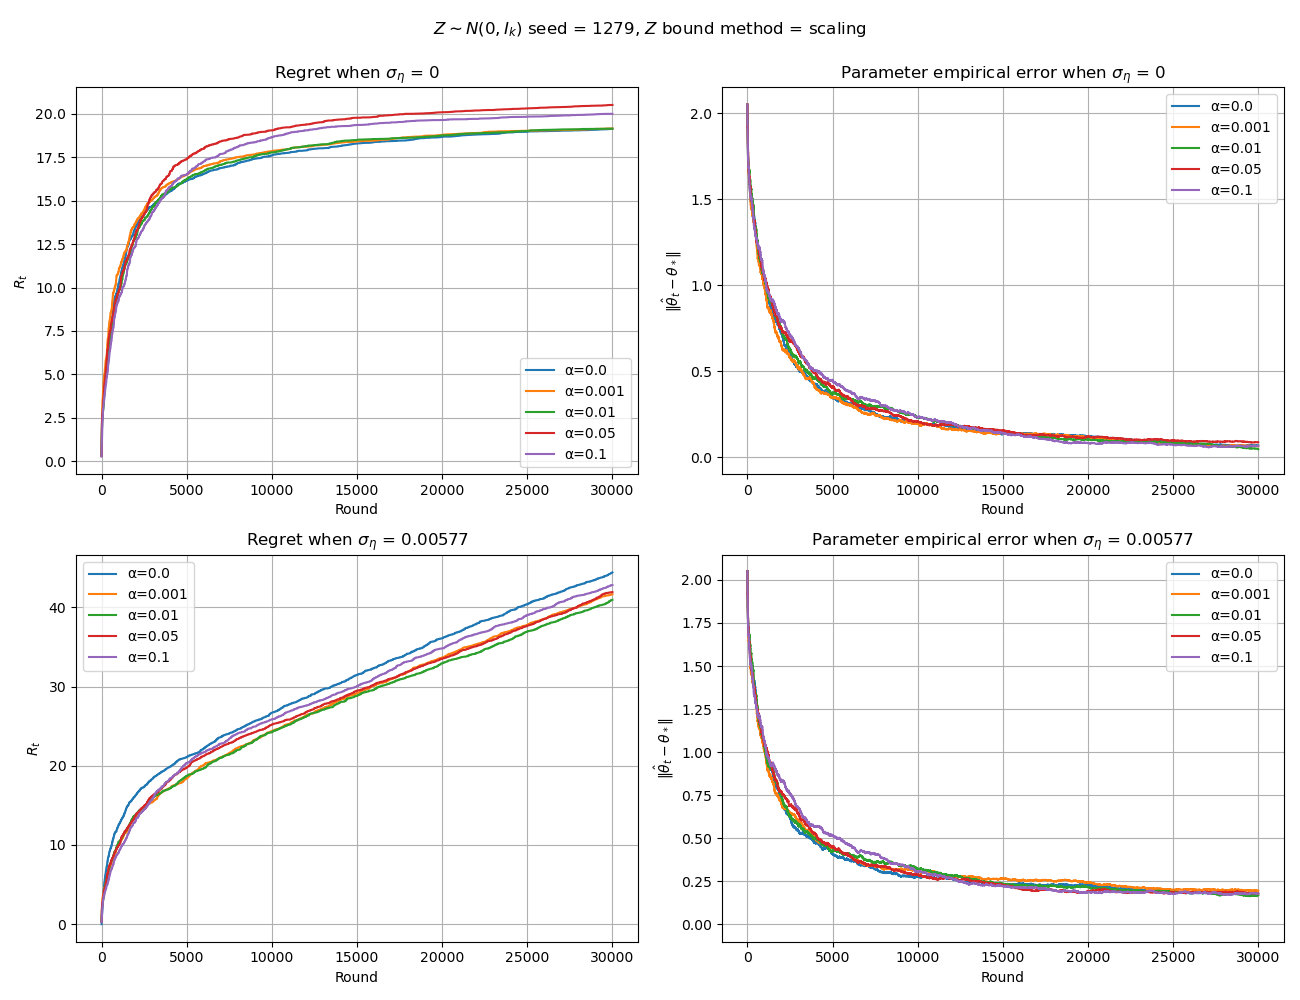 Z ∼ N(0, I_k) seed = 1279, Z bound method = scaling
Regret when σ_η = 0
20.0
17.5
15.0
12.5
10.0
7.5
5.0
2.5
0.0
R_t
α=0.0
α=0.001
α=0.01
α=0.05
α=0.1
0 5000 10000 15000 20000 25000 30000
Round
Parameter empirical error when σ_η = 0
2.0
1.5
1.0
0.5
0.0
‖θ̂_t − θ_*‖
α=0.0
α=0.001
α=0.01
α=0.05
α=0.1
0 5000 10000 15000 20000 25000 30000
Round
Regret when σ_η = 0.00577
40
30
20
10
0
R_t
α=0.0
α=0.001
α=0.01
α=0.05
α=0.1
0 5000 10000 15000 20000 25000 30000
Round
Parameter empirical error when σ_η = 0.00577
2.00
1.75
1.50
1.25
1.00
0.75
0.50
0.25
0.00
‖θ̂_t − θ_*‖
α=0.0
α=0.001
α=0.01
α=0.05
α=0.1
0 5000 10000 15000 20000 25000 30000
Round